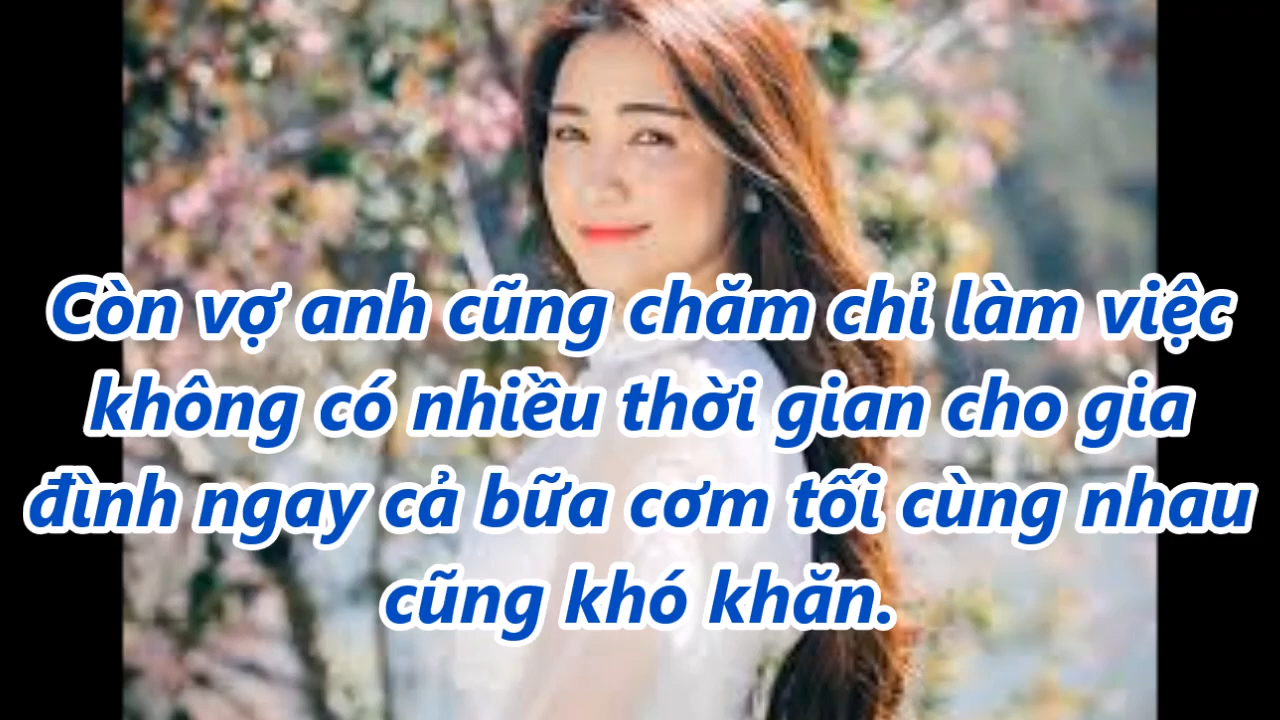 Còn vợ anh cũng chăm chỉ làm việc
không có nhiều thời gian cho gia
đình ngay cả bữa cơm tối cùng nhau
cũng khó khăn.